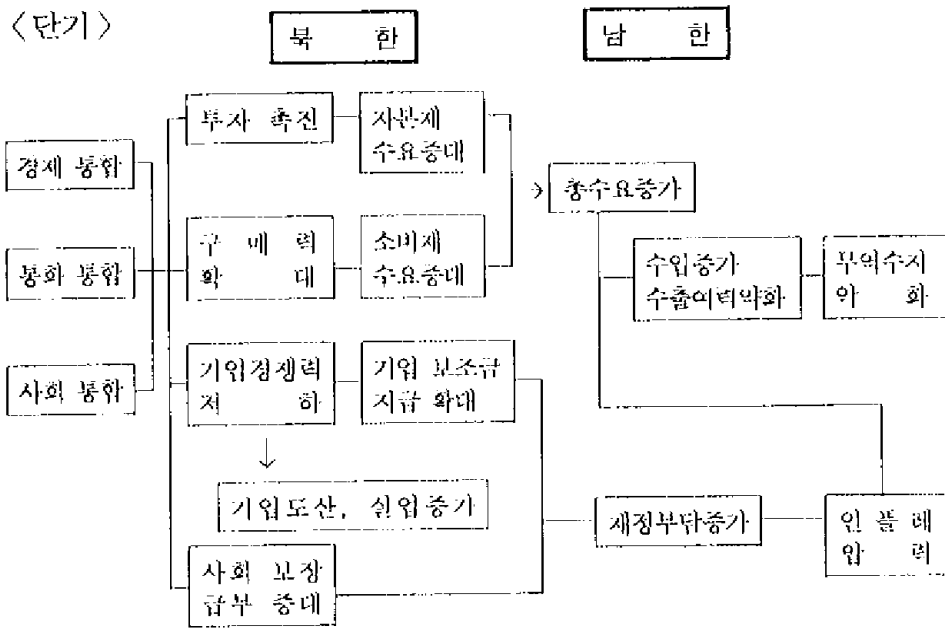 〈단기〉
북 한
남 한
투자 촉진
자본재
수요증대
경제 통합
총수요증가
구 매 력
확 대
소비재
수요증대
통화 통합
수입증가
수출여력약화
무역수지
악 화
사회 통합
기업경쟁력
저 하
기업 보조금
지급 확대
기업도산, 실업증가
재정부담증가
인 플 레
압 력
사회 보장
급부 증대